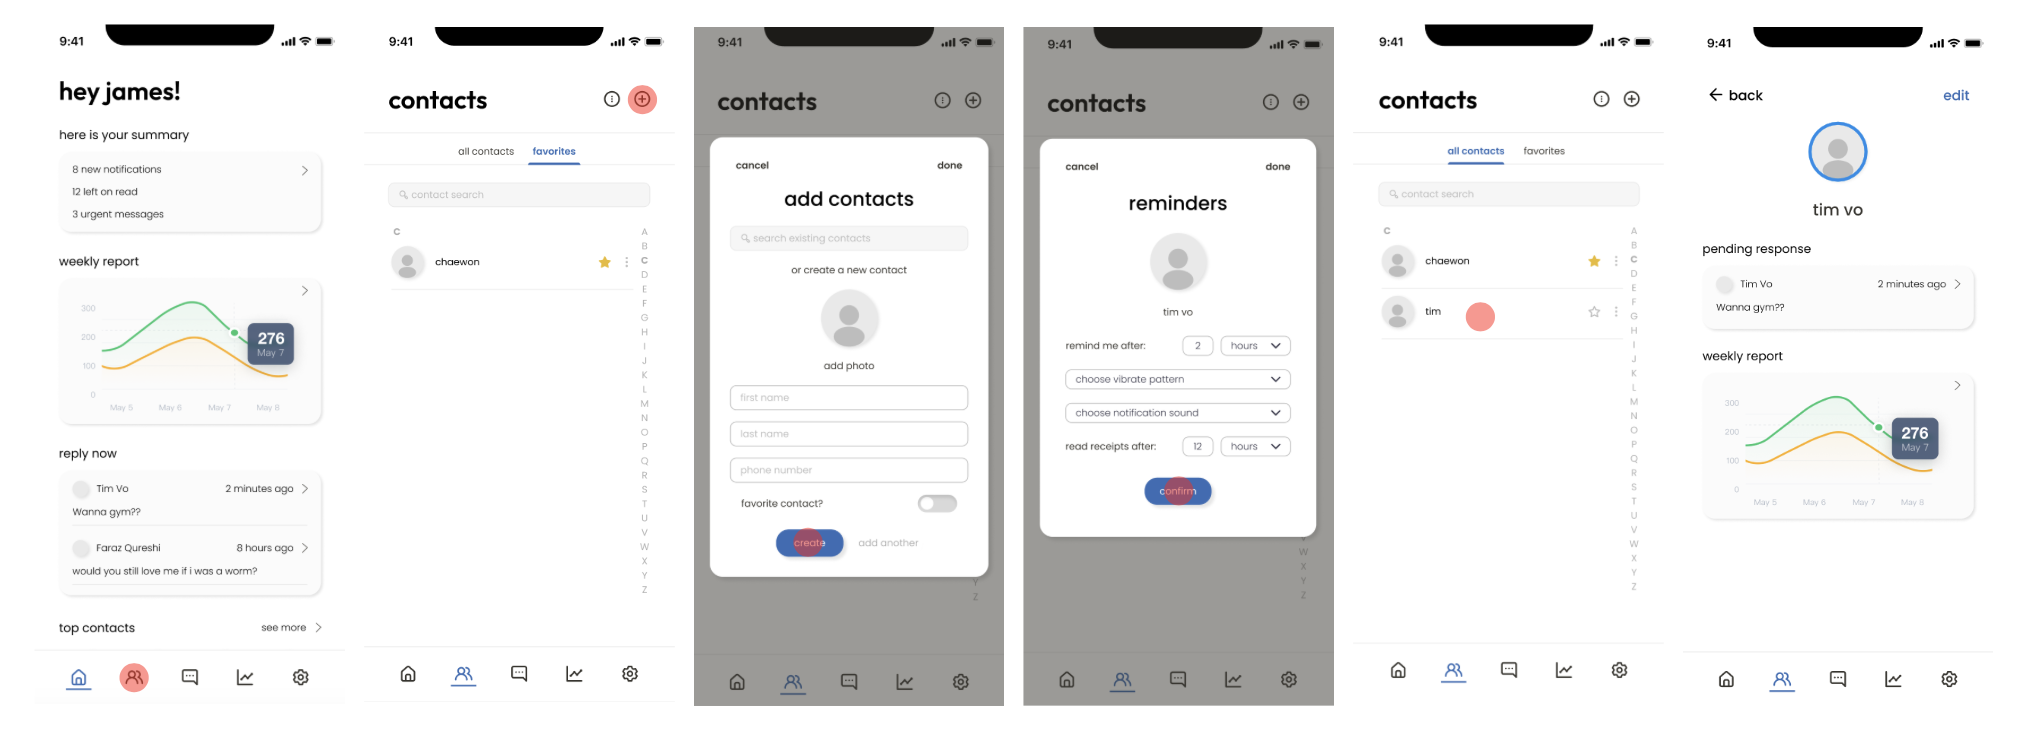 9:41
hey james!
here is your summary
8 new notifications
12 left on read
3 urgent messages
weekly report
300
200
100
0
276
May 7
May 5 May 6 May 7 May 8
reply now
Tim Vo 2 minutes ago
Wanna gym??
Faraz Qureshi 8 hours ago
would you still love me if i was a worm?
top contacts see more
9:41
contacts
all contacts favorites
contact search
C
chaewon
A
B
C
D
E
F
G
H
I
J
K
L
M
N
O
P
Q
R
S
T
U
V
W
X
Y
Z
9:41
contacts
cancel done
add contacts
search existing contacts
or create a new contact
add photo
first name
last name
phone number
favorite contact?
create add another
Y
Z
9:41
contacts
cancel done
reminders
tim vo
remind me after: 2 hours
choose vibrate pattern
choose notification sound
read receipts after: 12 hours
confirm
W
X
Y
Z
9:41
contacts
all contacts favorites
contact search
C
chaewon
tim
A
B
C
D
E
F
G
H
I
J
K
L
M
N
O
P
Q
R
S
T
U
V
W
X
Y
Z
9:41
back edit
tim vo
pending response
Tim Vo 2 minutes ago
Wanna gym??
weekly report
300
200
100
0
276
May 7
May 5 May 6 May 7 May 8